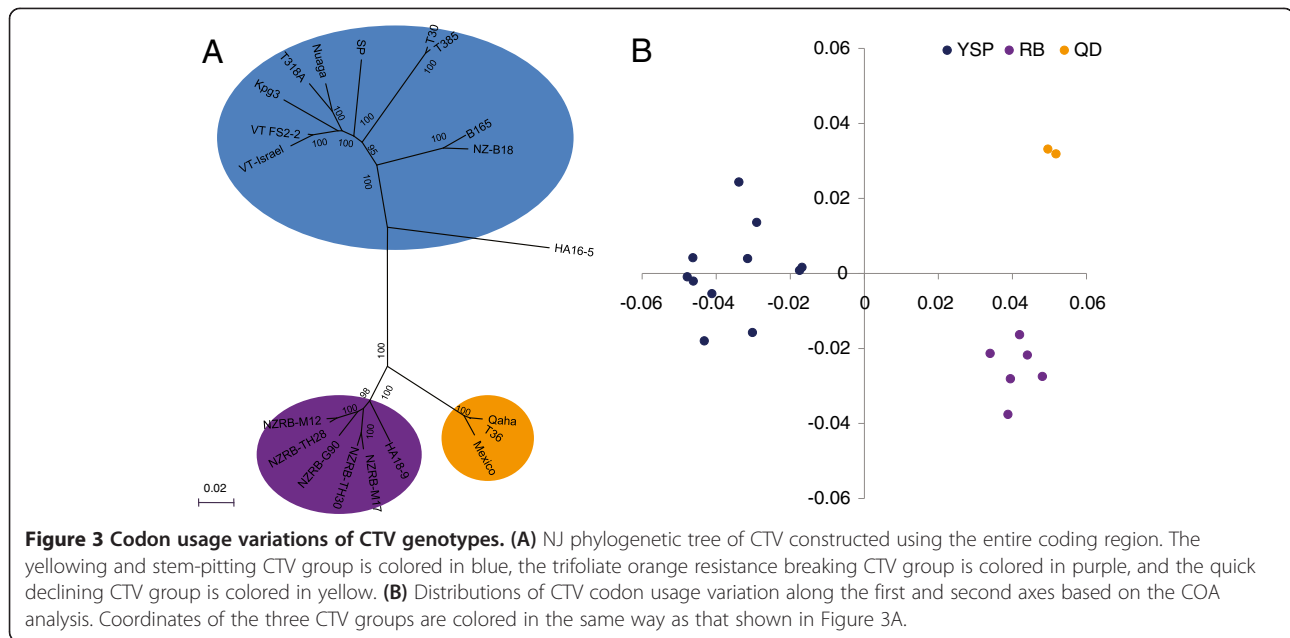 A
T30
T385
SP
Nuaga
T318A
Kpg3
VT FS2-2
VT-Israel
B165
NZ-B18
100
100
100
100
100
100
95
100
100
HA16-5
100
98
100
100
100
100
NZRB-M12
NZRB-TH28
NZRB-G90
NZRB-TH30
NZRB-M17
HA18-9
Qaha
T36
Mexico
0.02
B
YSP RB QD
0.06
0.04
0.02
0
-0.02
-0.04
-0.06
-0.06 -0.04 -0.02 0 0.02 0.04 0.06
Figure 3 Codon usage variations of CTV genotypes. (A) NJ phylogenetic tree of CTV constructed using the entire coding region. The
yellowing and stem-pitting CTV group is colored in blue, the trifoliate orange resistance breaking CTV group is colored in purple, and the quick
declining CTV group is colored in yellow. (B) Distributions of CTV codon usage variation along the first and second axes based on the COA
analysis. Coordinates of the three CTV groups are colored in the same way as that shown in Figure 3A.